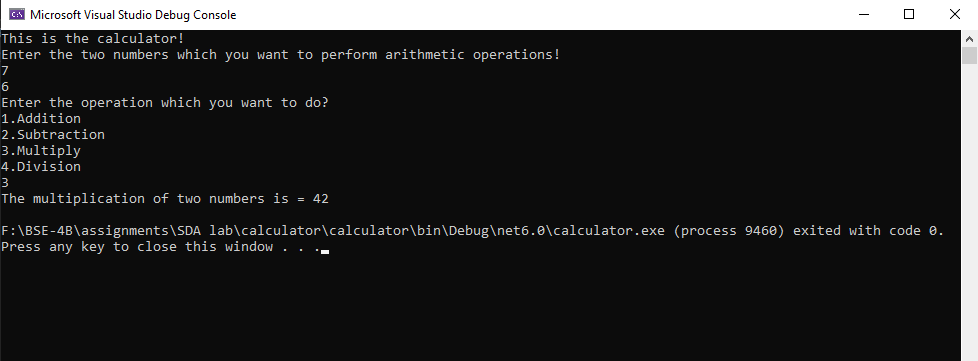 Microsoft Visual Studio Debug Console
This is the calculator!
Enter the two numbers which you want to perform arithmetic operations!
7
6
Enter the operation which you want to do?
1.Addition
2.Subtraction
3.Multiply
4.Division
3
The multiplication of two numbers is = 42
F:\BSE-4B\assignments\SDA lab\calculator\calculator\bin\Debug\net6.0\calculator.exe (process 9460) exited with code 0.
Press any key to close this window . . .